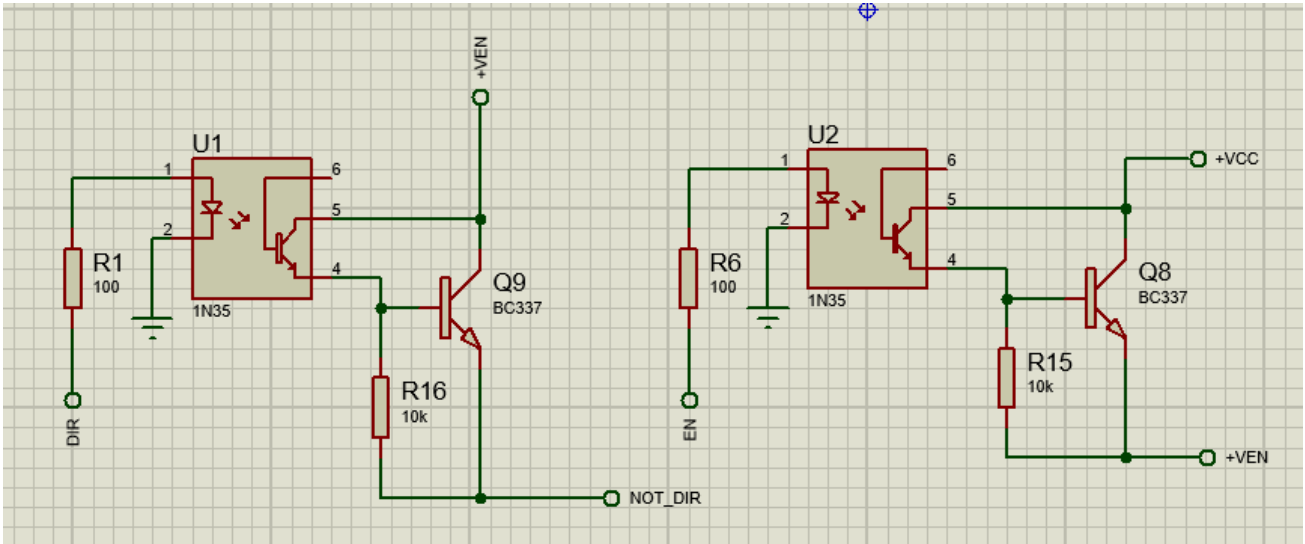 +VEN
U1
1
6
5
2
4
R1
100
1N35
Q9
BC337
R16
10k
DIR
NOT_DIR
U2
1
6
+VCC
5
2
4
R6
100
1N35
Q8
BC337
R15
10k
EN
+VEN